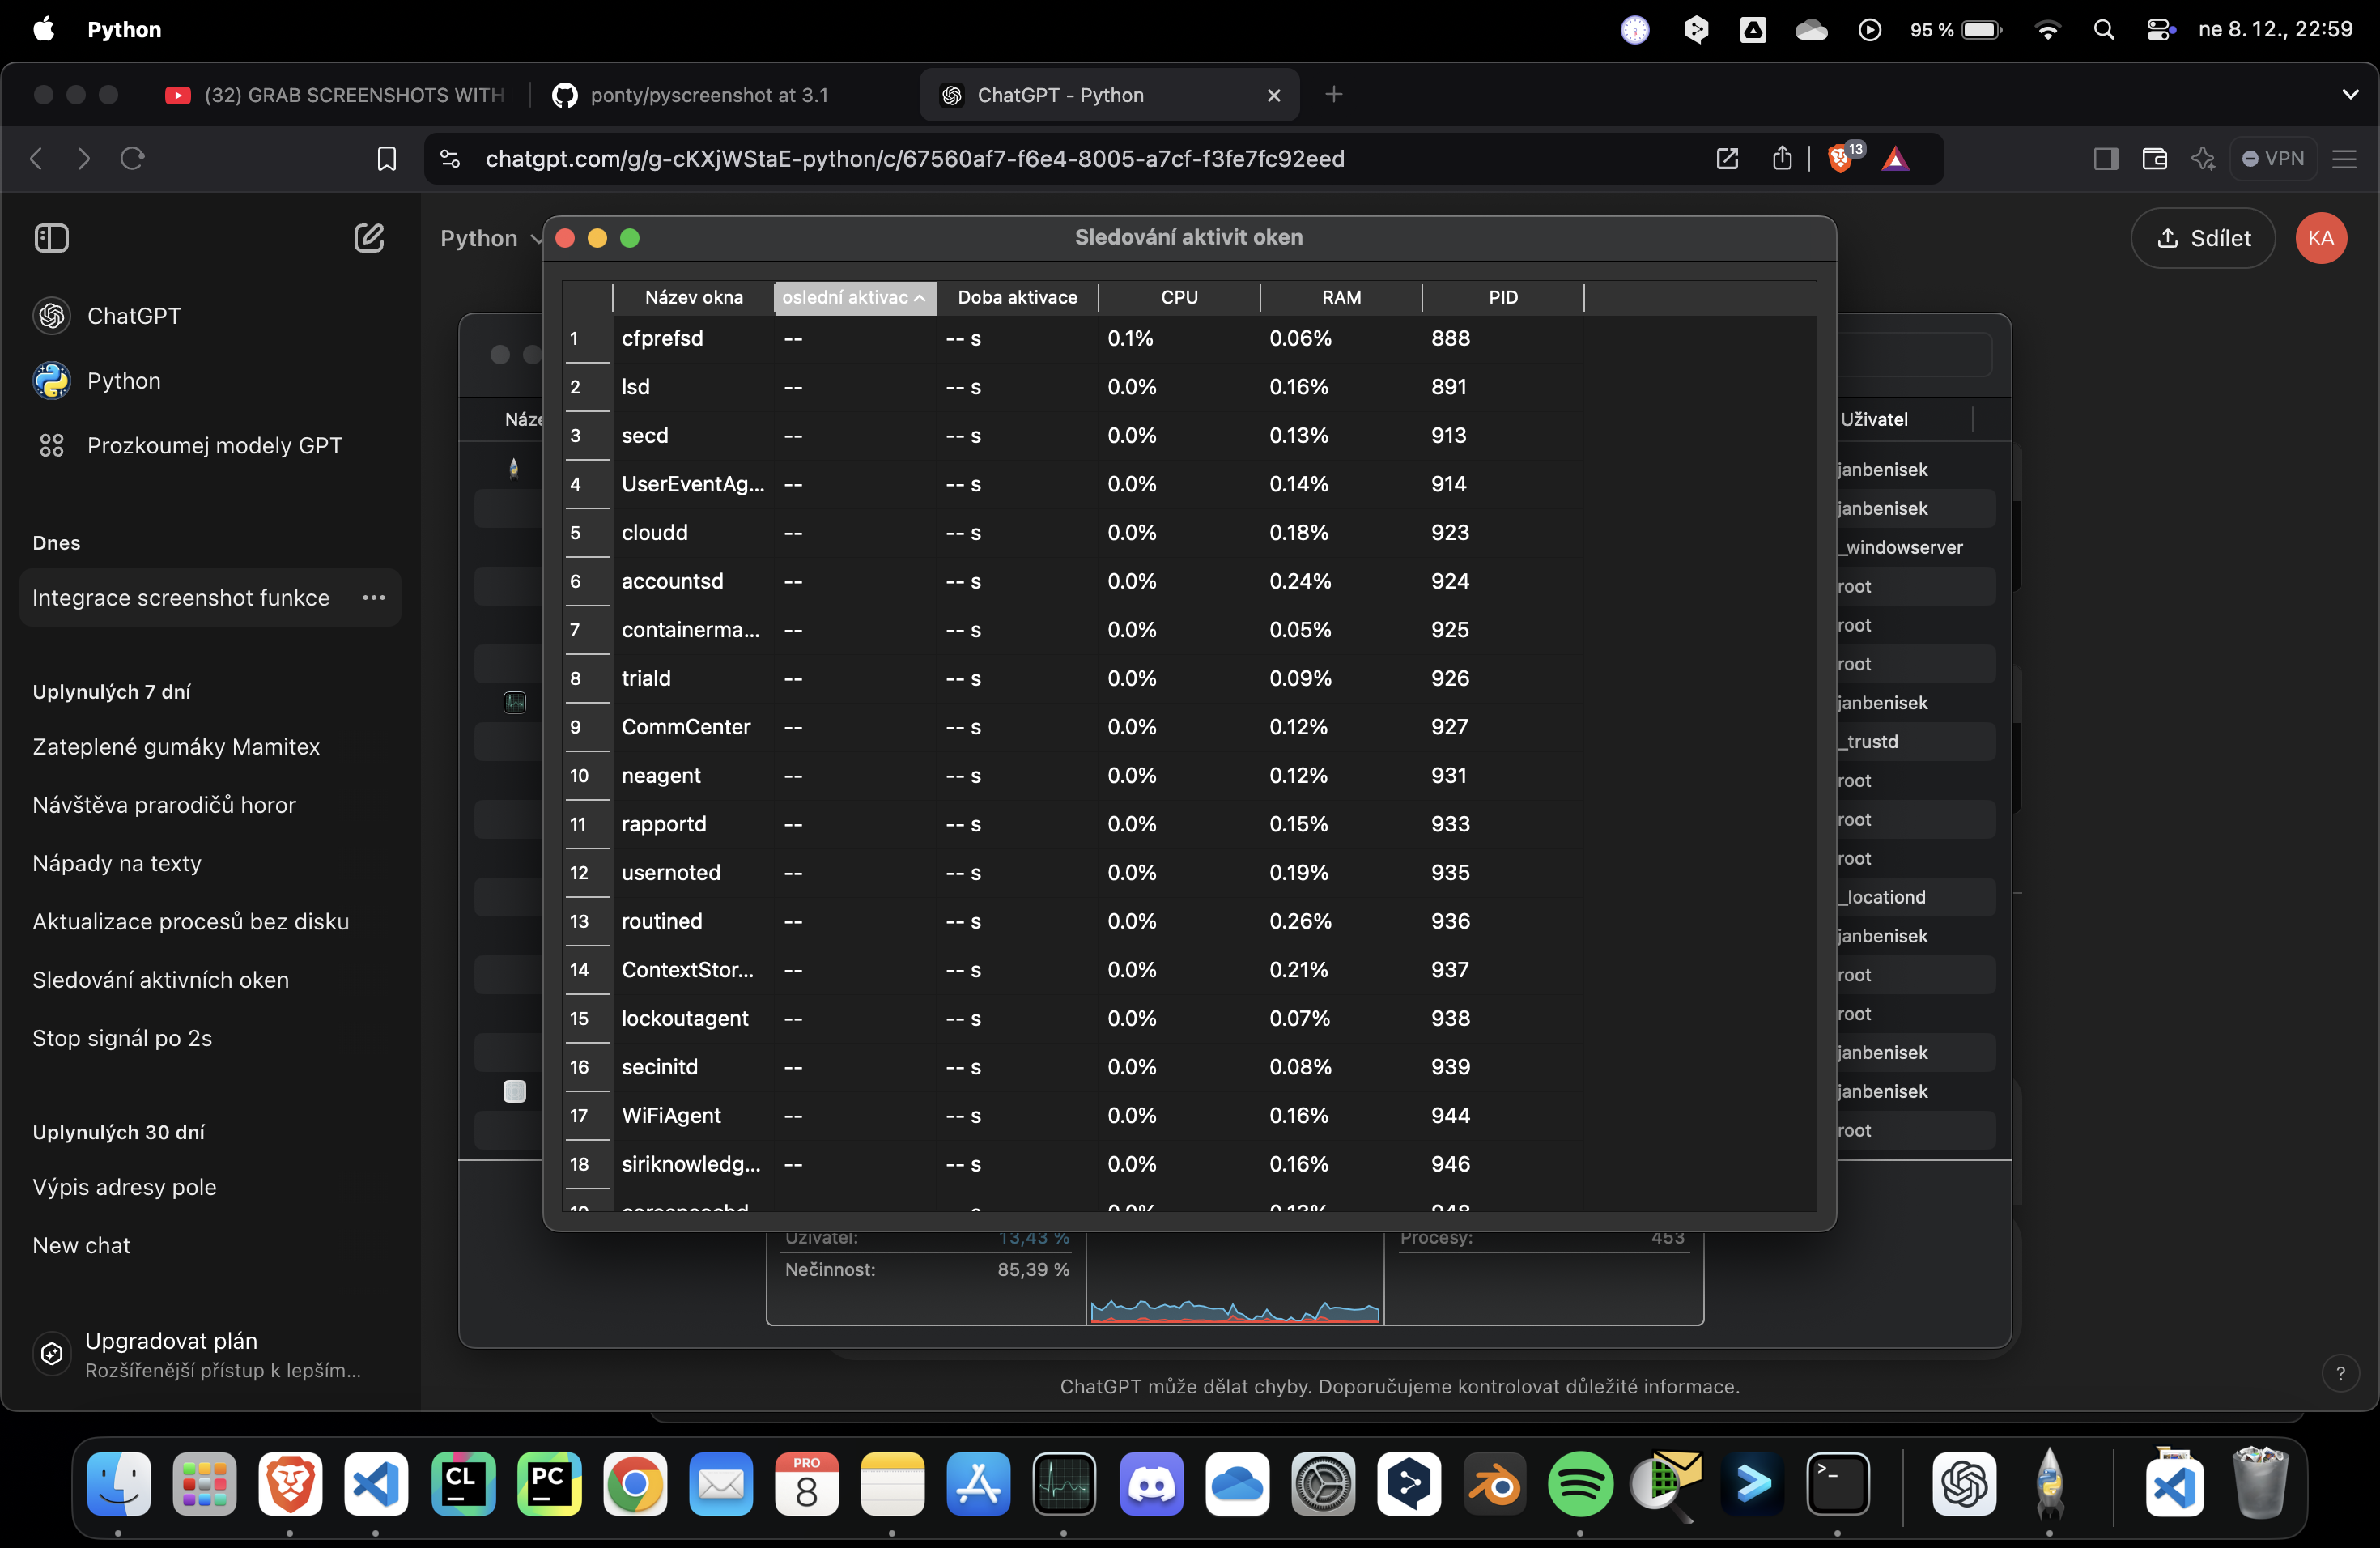 Python
95 %
ne 8. 12., 22:59
(32) GRAB SCREENSHOTS WITH
ponty/pyscreenshot at 3.1
ChatGPT - Python
chatgpt.com/g/g-cKXjWStaE-python/c/67560af7-f6e4-8005-a7cf-f3fe7fc92eed
13
VPN
ChatGPT
Python
Prozkoumej modely GPT
Dnes
Integrace screenshot funkce
Uplynulých 7 dní
Zateplené gumáky Mamitex
Návštěva prarodičů horor
Nápady na texty
Aktualizace procesů bez disku
Sledování aktivních oken
Stop signál po 2s
Uplynulých 30 dní
Výpis adresy pole
New chat
Upgradovat plán
Rozšířenější přístup k lepším...
Python
Sdílet
KA
Sledování aktivit oken
Název okna oslední aktivac Doba aktivace CPU RAM PID
1 cfprefsd -- -- s 0.1% 0.06% 888
2 lsd -- -- s 0.0% 0.16% 891
3 secd -- -- s 0.0% 0.13% 913
4 UserEventAg... -- -- s 0.0% 0.14% 914
5 cloudd -- -- s 0.0% 0.18% 923
6 accountsd -- -- s 0.0% 0.24% 924
7 containerma... -- -- s 0.0% 0.05% 925
8 triald -- -- s 0.0% 0.09% 926
9 CommCenter -- -- s 0.0% 0.12% 927
10 neagent -- -- s 0.0% 0.12% 931
11 rapportd -- -- s 0.0% 0.15% 933
12 usernoted -- -- s 0.0% 0.19% 935
13 routined -- -- s 0.0% 0.26% 936
14 ContextStor... -- -- s 0.0% 0.21% 937
15 lockoutagent -- -- s 0.0% 0.07% 938
16 secinitd -- -- s 0.0% 0.08% 939
17 WiFiAgent -- -- s 0.0% 0.16% 944
18 siriknowledg... -- -- s 0.0% 0.16% 946
Náze
Uživatel
janbenisek
janbenisek
_windowserver
root
root
root
janbenisek
_trustd
root
root
root
_locationd
janbenisek
root
root
janbenisek
janbenisek
root
Uživatel: 13,43 %
Nečinnost: 85,39 %
Procesy: 453
ChatGPT může dělat chyby. Doporučujeme kontrolovat důležité informace.
?
CL
PC
PRO
8
>_